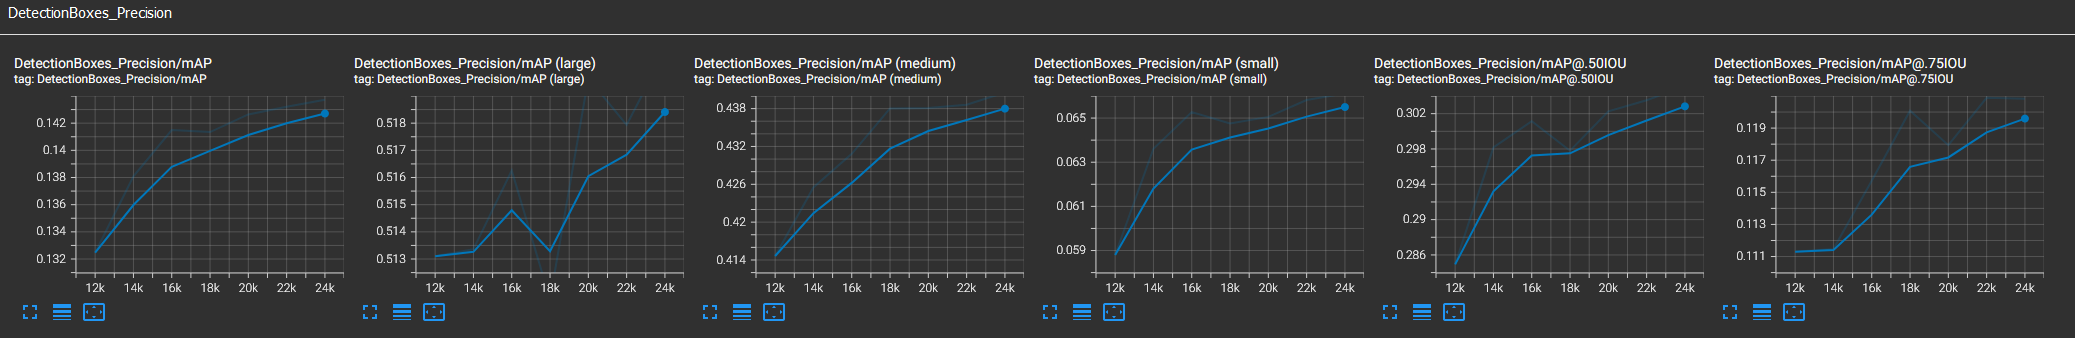 DetectionBoxes_Precision
DetectionBoxes_Precision/mAP
tag: DetectionBoxes_Precision/mAP
0.142
0.14
0.138
0.136
0.134
0.132
12k 14k 16k 18k 20k 22k 24k
DetectionBoxes_Precision/mAP (large)
tag: DetectionBoxes_Precision/mAP (large)
0.518
0.517
0.516
0.515
0.514
0.513
12k 14k 16k 18k 20k 22k 24k
DetectionBoxes_Precision/mAP (medium)
tag: DetectionBoxes_Precision/mAP (medium)
0.438
0.432
0.426
0.42
0.414
12k 14k 16k 18k 20k 22k 24k
DetectionBoxes_Precision/mAP (small)
tag: DetectionBoxes_Precision/mAP (small)
0.065
0.063
0.061
0.059
12k 14k 16k 18k 20k 22k 24k
DetectionBoxes_Precision/mAP@.50IOU
tag: DetectionBoxes_Precision/mAP@.50IOU
0.302
0.298
0.294
0.29
0.286
12k 14k 16k 18k 20k 22k 24k
DetectionBoxes_Precision/mAP@.75IOU
tag: DetectionBoxes_Precision/mAP@.75IOU
0.119
0.117
0.115
0.113
0.111
12k 14k 16k 18k 20k 22k 24k